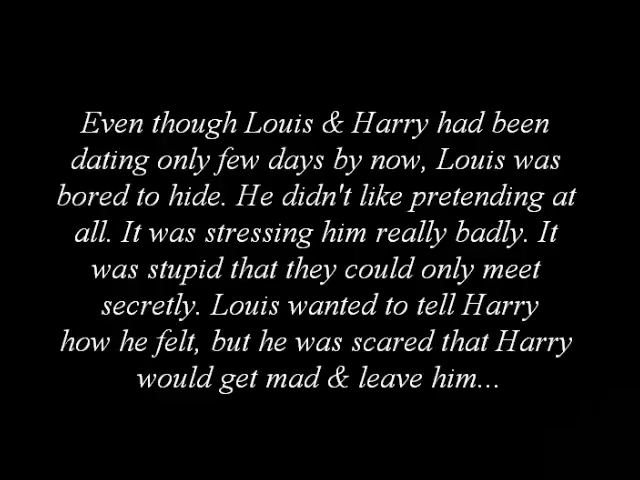 Even though Louis & Harry had been
dating only few days by now, Louis was
bored to hide. He didn't like pretending at
all. It was stressing him really badly. It
was stupid that they could only meet
secretly. Louis wanted to tell Harry
how he felt, but he was scared that Harry
would get mad & leave him...